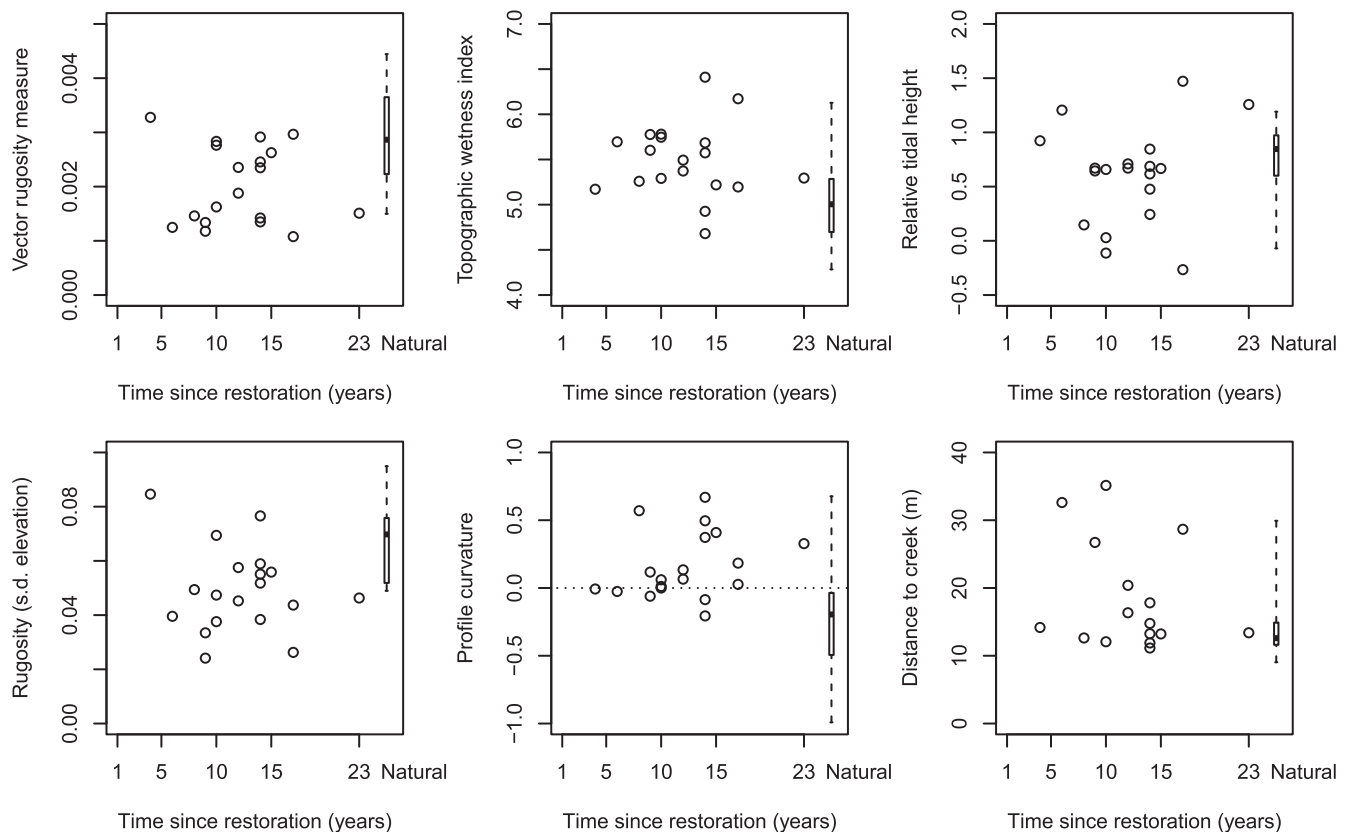 Vector rugosity measure
0.004
0.002
0.000
1 5 10 15 23 Natural
Time since restoration (years)
Topographic wetness index
7.0
6.0
5.0
4.0
1 5 10 15 23 Natural
Time since restoration (years)
Relative tidal height
2.0
1.5
1.0
0.5
0.0
−0.5
1 5 10 15 23 Natural
Time since restoration (years)
Rugosity (s.d. elevation)
0.08
0.04
0.00
1 5 10 15 23 Natural
Time since restoration (years)
Profile curvature
1.0
0.5
0.0
−0.5
−1.0
1 5 10 15 23 Natural
Time since restoration (years)
Distance to creek (m)
40
30
20
10
0
1 5 10 15 23 Natural
Time since restoration (years)